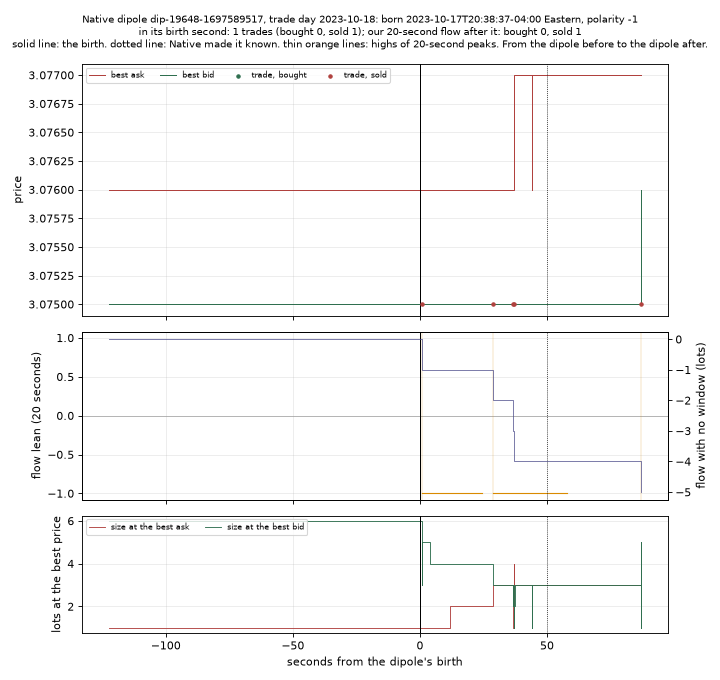 Native dipole dip-19648-1697589517, trade day 2023-10-18: born 2023-10-17T20:38:37-04:00 Eastern, polarity -1
in its birth second: 1 trades (bought 0, sold 1); our 20-second flow after it: bought 0, sold 1
solid line: the birth. dotted line: Native made it known. thin orange lines: highs of 20-second peaks. From the dipole before to the dipole after.
best ask
best bid
trade, bought
trade, sold
3.07700
3.07675
3.07650
3.07625
3.07600
3.07575
3.07550
3.07525
3.07500
price
1.0
0.5
0.0
−0.5
−1.0
flow lean (20 seconds)
0
−1
−2
−3
−4
−5
flow with no window (lots)
size at the best ask
size at the best bid
6
4
2
lots at the best price
−100
−50
0
50
seconds from the dipole's birth